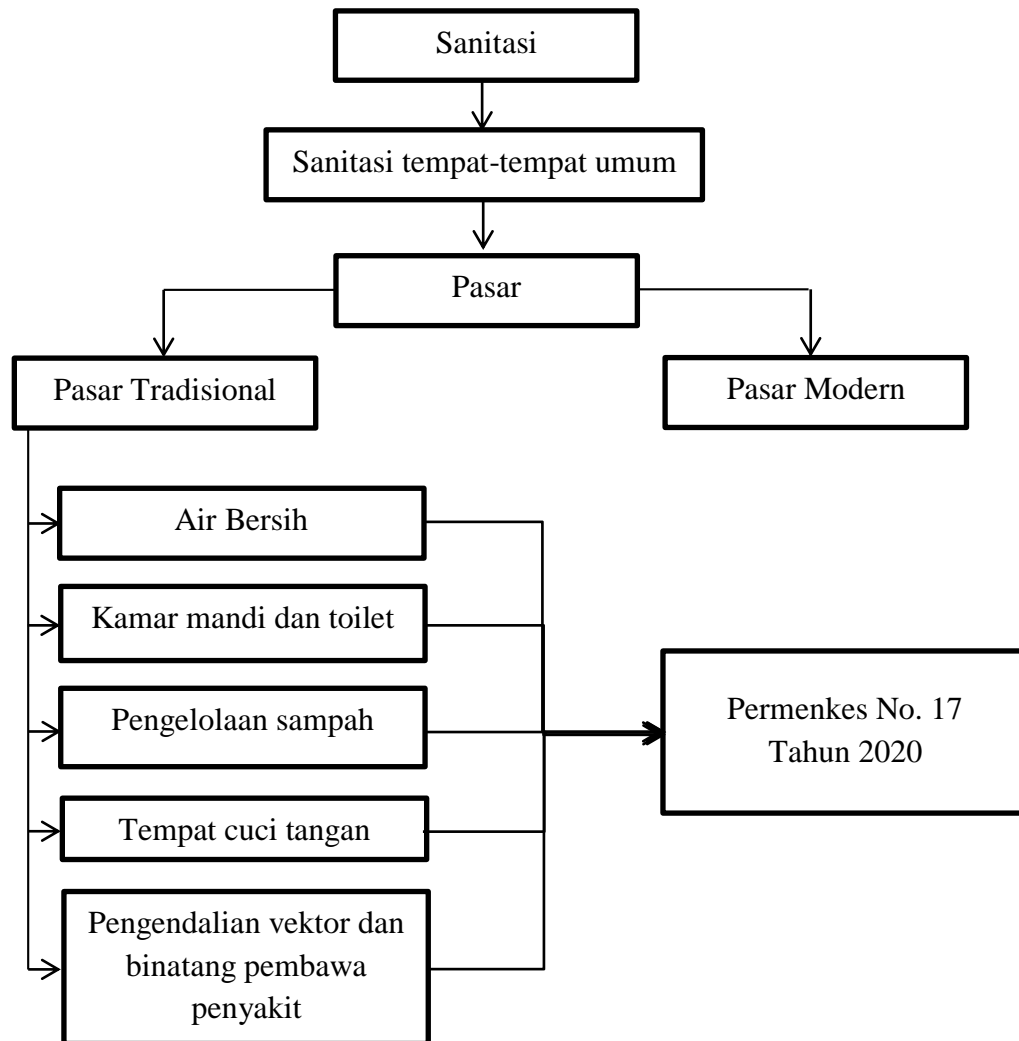 Sanitasi
Sanitasi tempat-tempat umum
Pasar
Pasar Tradisional
Pasar Modern
Air Bersih
Kamar mandi dan toilet
Pengelolaan sampah
Tempat cuci tangan
Pengendalian vektor dan
binatang pembawa
penyakit
Permenkes No. 17
Tahun 2020